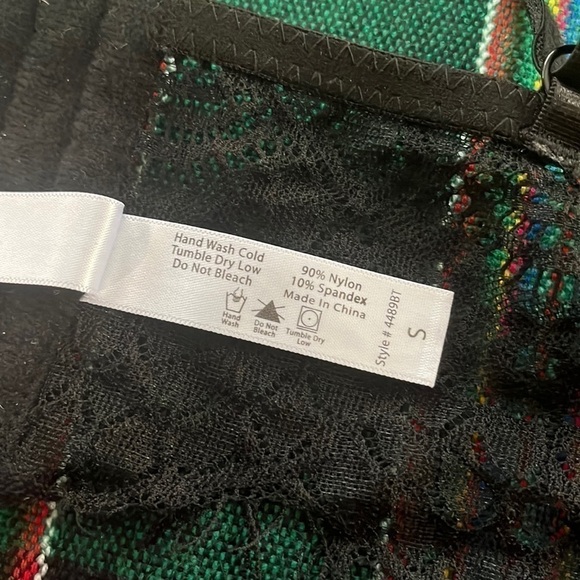 Hand Wash Cold
Tumble Dry Low
Do Not Bleach
90% Nylon
10% Spandex
Made In China
Hand
Wash
Do Not
Bleach
Tumble Dry
Low
Style # 4489BT
S